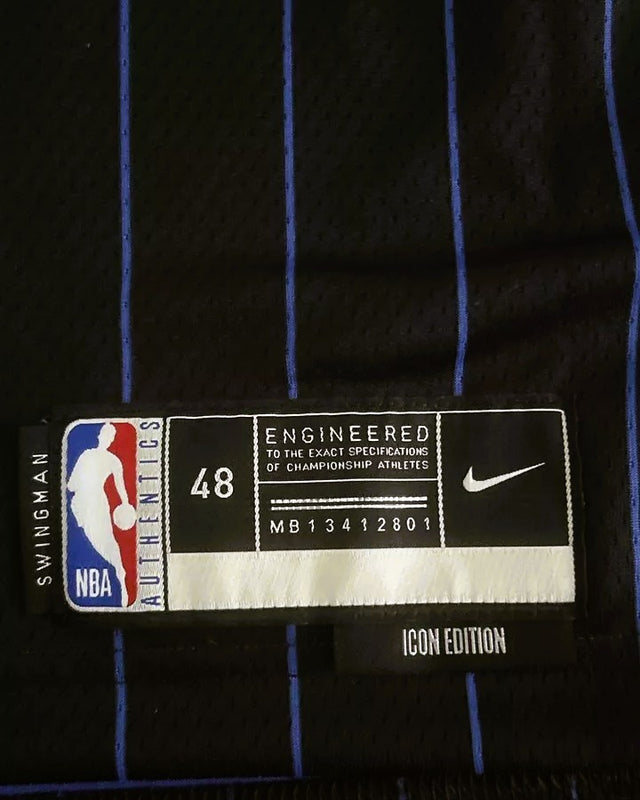 SWINGMAN
NBA
AUTHENTICS
48
ENGINEERED
TO THE EXACT SPECIFICATIONS
OF CHAMPIONSHIP ATHLETES
MB13412801
ICON EDITION